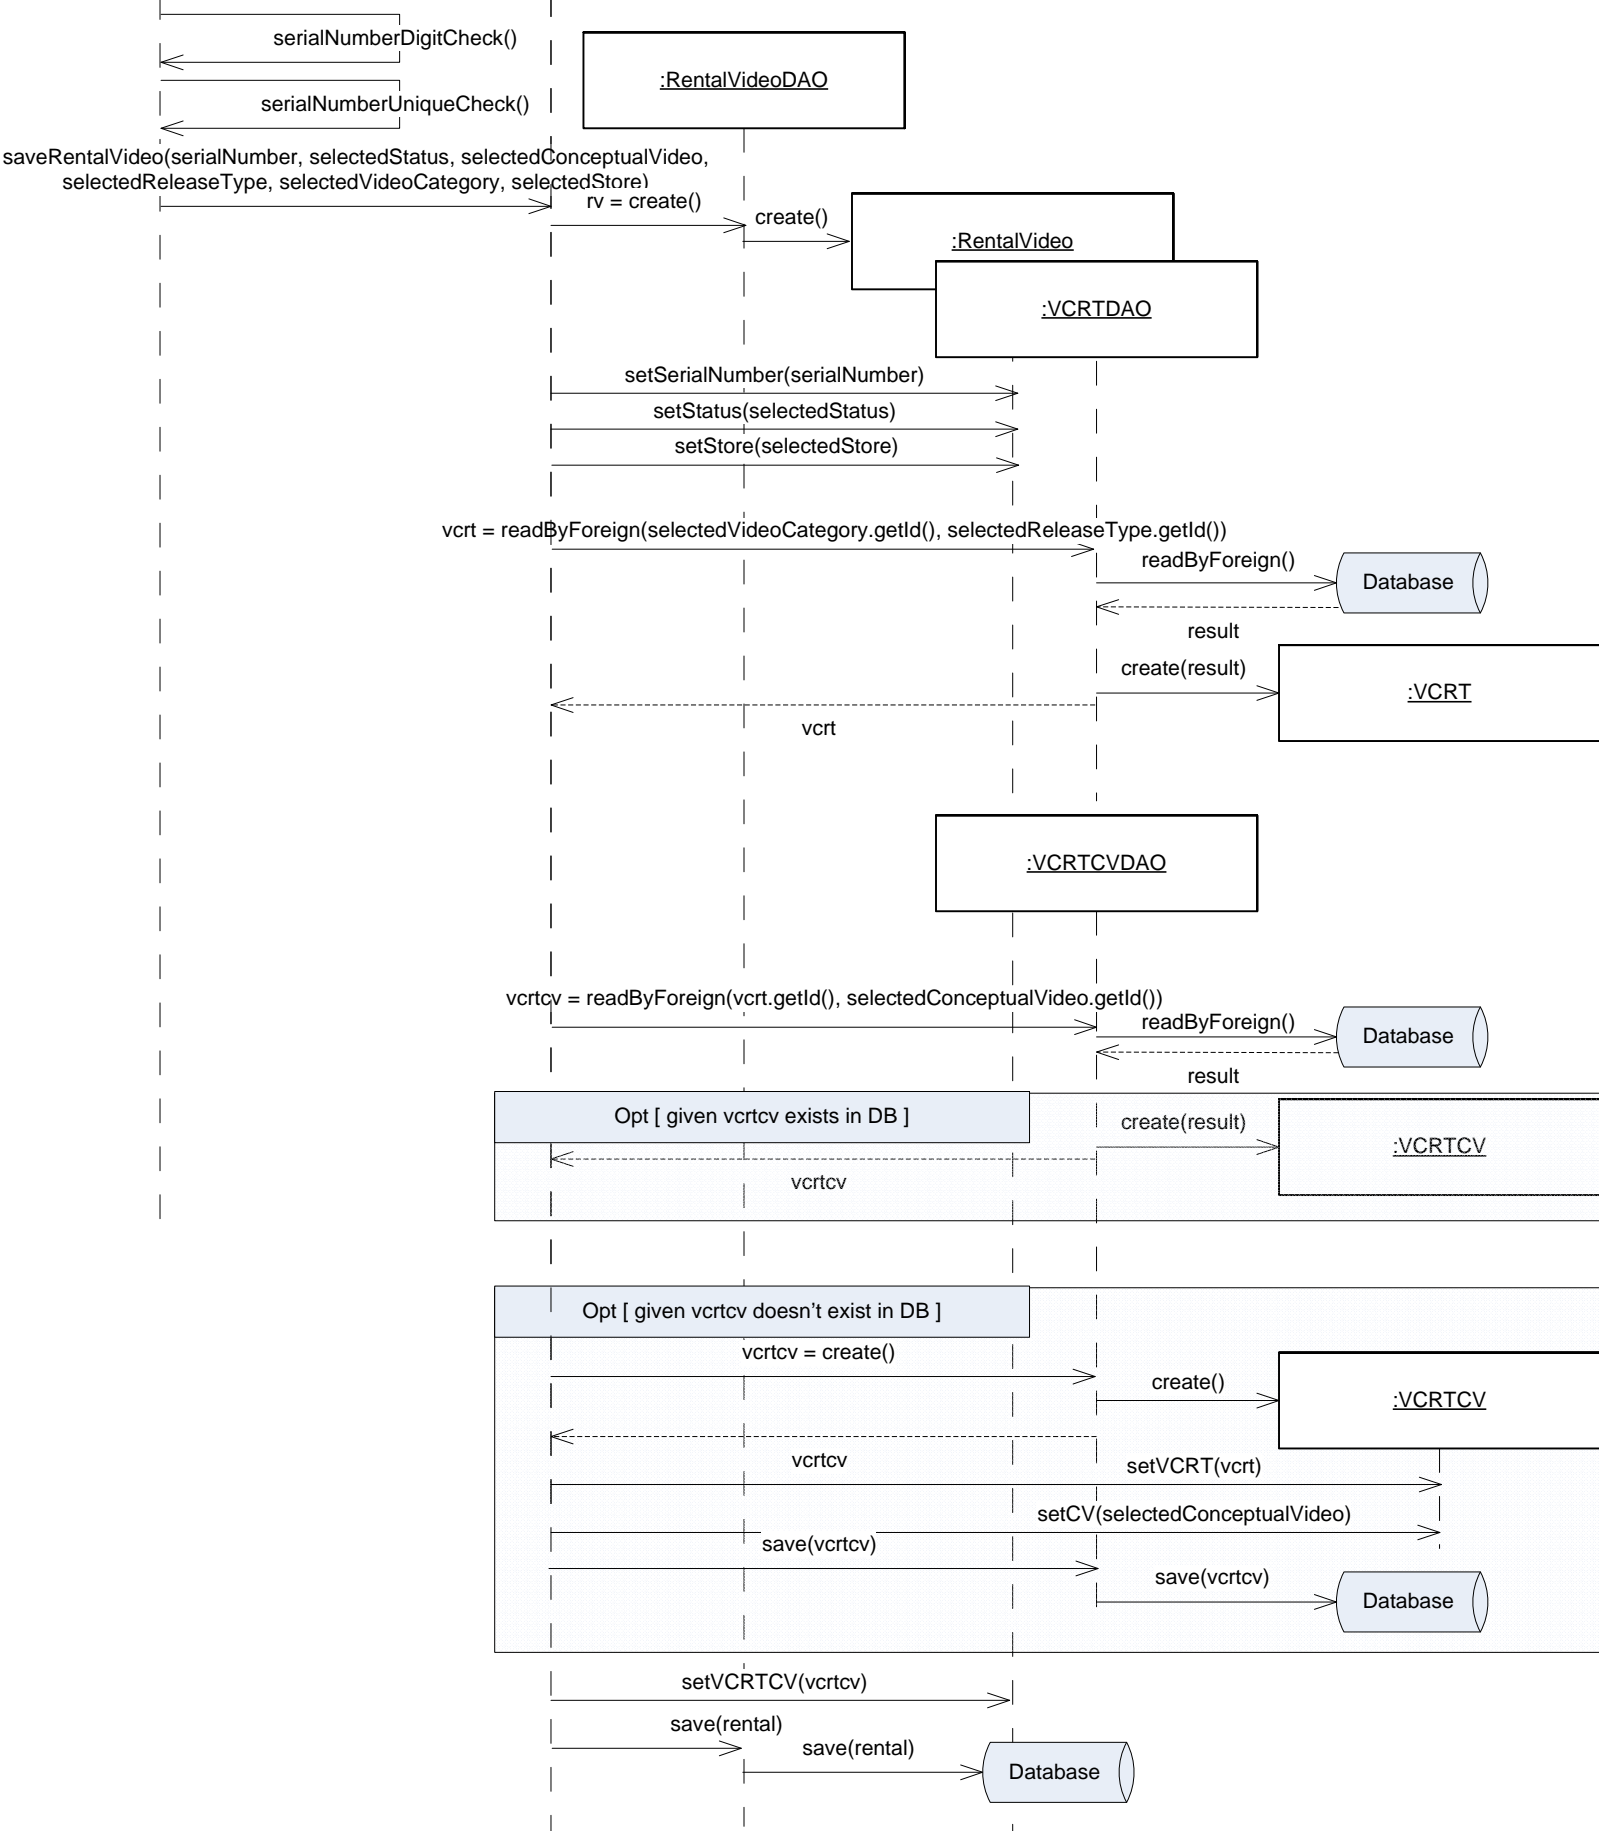 serialNumberDigitCheck()
:RentalVideoDAO
serialNumberUniqueCheck()
saveRentalVideo(serialNumber, selectedStatus, selectedConceptualVideo,
selectedReleaseType, selectedVideoCategory, selectedStore)
rv = create()
create()
:RentalVideo
:VCRTDAO
setSerialNumber(serialNumber)
setStatus(selectedStatus)
setStore(selectedStore)
vcrt = readByForeign(selectedVideoCategory.getId(), selectedReleaseType.getId())
readByForeign()
Database
result
create(result)
:VCRT
vcrt
:VCRTCVDAO
vcrtcv = readByForeign(vcrt.getId(), selectedConceptualVideo.getId())
readByForeign()
Database
result
Opt [ given vcrtcv exists in DB ]
create(result)
:VCRTCV
vcrtcv
Opt [ given vcrtcv doesn’t exist in DB ]
vcrtcv = create()
create()
:VCRTCV
vcrtcv
setVCRT(vcrt)
setCV(selectedConceptualVideo)
save(vcrtcv)
save(vcrtcv)
Database
setVCRTCV(vcrtcv)
save(rental)
save(rental)
Database